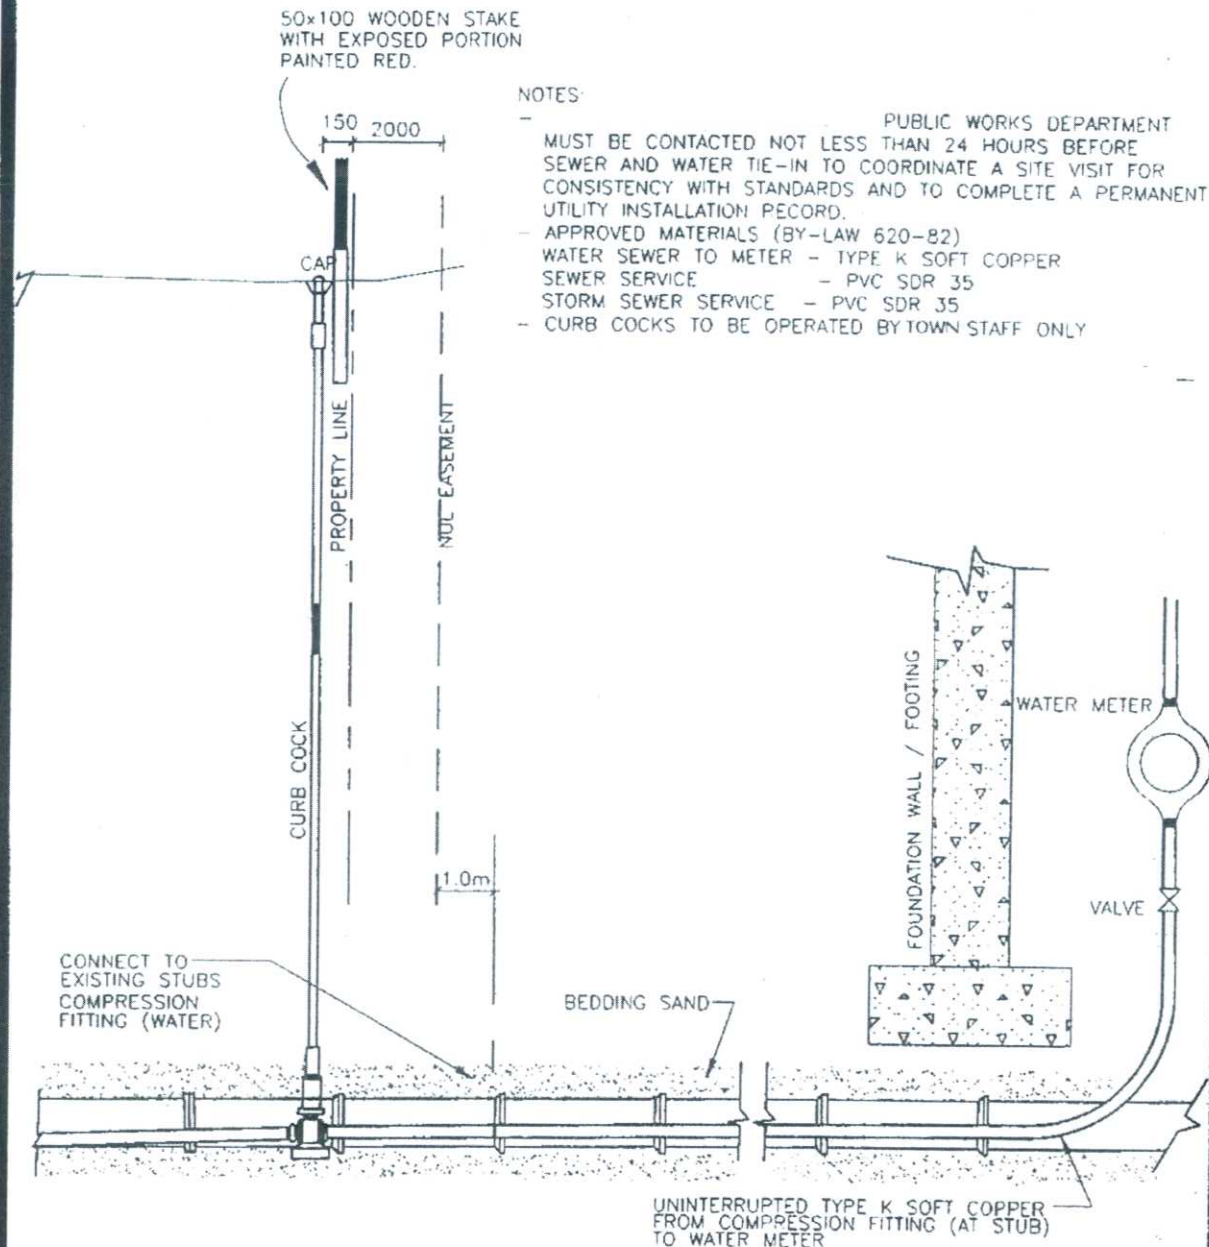 50x100 WOODEN STAKE
WITH EXPOSED PORTION
PAINTED RED.
150 2000
NOTES
- PUBLIC WORKS DEPARTMENT
MUST BE CONTACTED NOT LESS THAN 24 HOURS BEFORE
SEWER AND WATER TIE-IN TO COORDINATE A SITE VISIT FOR
CONSISTENCY WITH STANDARDS AND TO COMPLETE A PERMANENT
UTILITY INSTALLATION PECORD.
- APPROVED MATERIALS (BY-LAW 620-82)
WATER SEWER TO METER - TYPE K SOFT COPPER
SEWER SERVICE - PVC SDR 35
STORM SEWER SERVICE - PVC SDR 35
- CURB COCKS TO BE OPERATED BY TOWN STAFF ONLY
CAP
PROPERTY LINE
NUL EASEMENT
CURB COCK
1.0m
FOUNDATION WALL / FOOTING
WATER METER
VALVE
CONNECT TO
EXISTING STUBS
COMPRESSION
FITTING (WATER)
BEDDING SAND
UNINTERRUPTED TYPE K SOFT COPPER
FROM COMPRESSION FITTING (AT STUB)
TO WATER METER